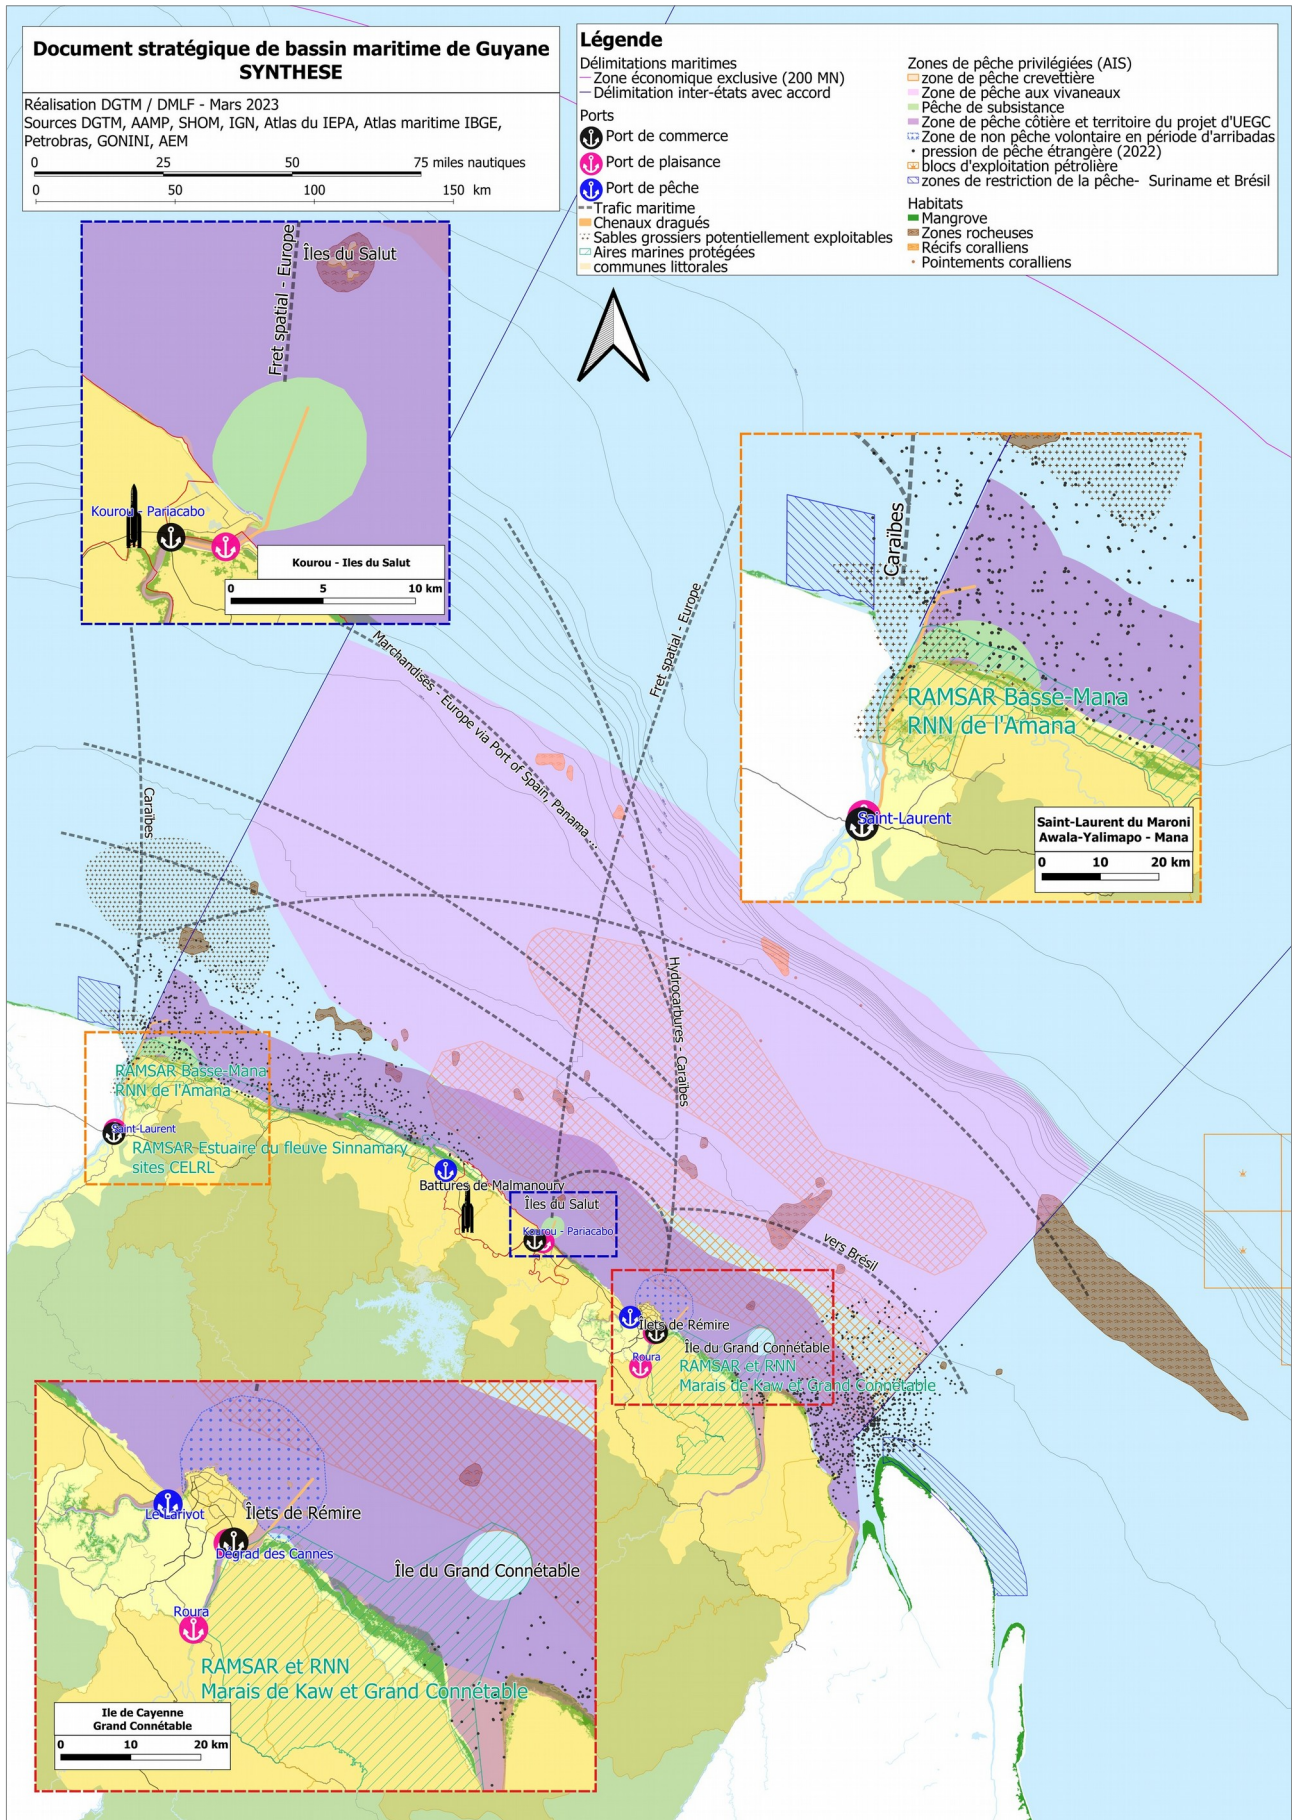 Document stratégique de bassin maritime de Guyane
SYNTHESE
Réalisation DGTM / DMLF - Mars 2023
Sources DGTM, AAMP, SHOM, IGN, Atlas du IEPA, Atlas maritime IBGE,
Petrobras, GONINI, AEM
0 25 50 75 miles nautiques
0 50 100 150 km
Légende
Délimitations maritimes
Zone économique exclusive (200 MN)
Délimitation inter-états avec accord
Ports
Port de commerce
Port de plaisance
Port de pêche
Trafic maritime
Chenaux dragués
Sables grossiers potentiellement exploitables
Aires marines protégées
communes littorales
Zones de pêche privilégiées (AIS)
zone de pêche crevettière
Zone de pêche aux vivaneaux
Pêche de subsistance
Zone de pêche côtière et territoire du projet d'UEGC
Zone de non pêche volontaire en période d'arribadas
pression de pêche étrangère (2022)
blocs d'exploitation pétrolière
zones de restriction de la pêche- Suriname et Brésil
Habitats
Mangrove
Zones rocheuses
Récifs coralliens
Pointements coralliens
Fret spatial - Europe
Îles du Salut
Kourou - Pariacabo
Kourou - Iles du Salut
0 5 10 km
Caraïbes
RAMSAR Basse-Mana
RNN de l'Amana
Saint-Laurent
Saint-Laurent du Maroni
Awala-Yalimapo - Mana
0 10 20 km
Marchandises - Europe via Port of Spain, Panama...
Fret spatial - Europe
Caraïbes
Hydrocarbures - Caraïbes
RAMSAR Basse-Mana
RNN de l'Amana
Saint-Laurent
RAMSAR Estuaire du fleuve Sinnamary
sites CELRL
Battures de Malmanoury
Îles du Salut
Kourou - Pariacabo
vers Brésil
Îlets de Rémire
Île du Grand Connétable
Roura
RAMSAR et RNN
Marais de Kaw et Grand Connétable
Le Larivot
Îlets de Rémire
Dégrad des Cannes
Île du Grand Connétable
Roura
RAMSAR et RNN
Marais de Kaw et Grand Connétable
Ile de Cayenne
Grand Connétable
0 10 20 km